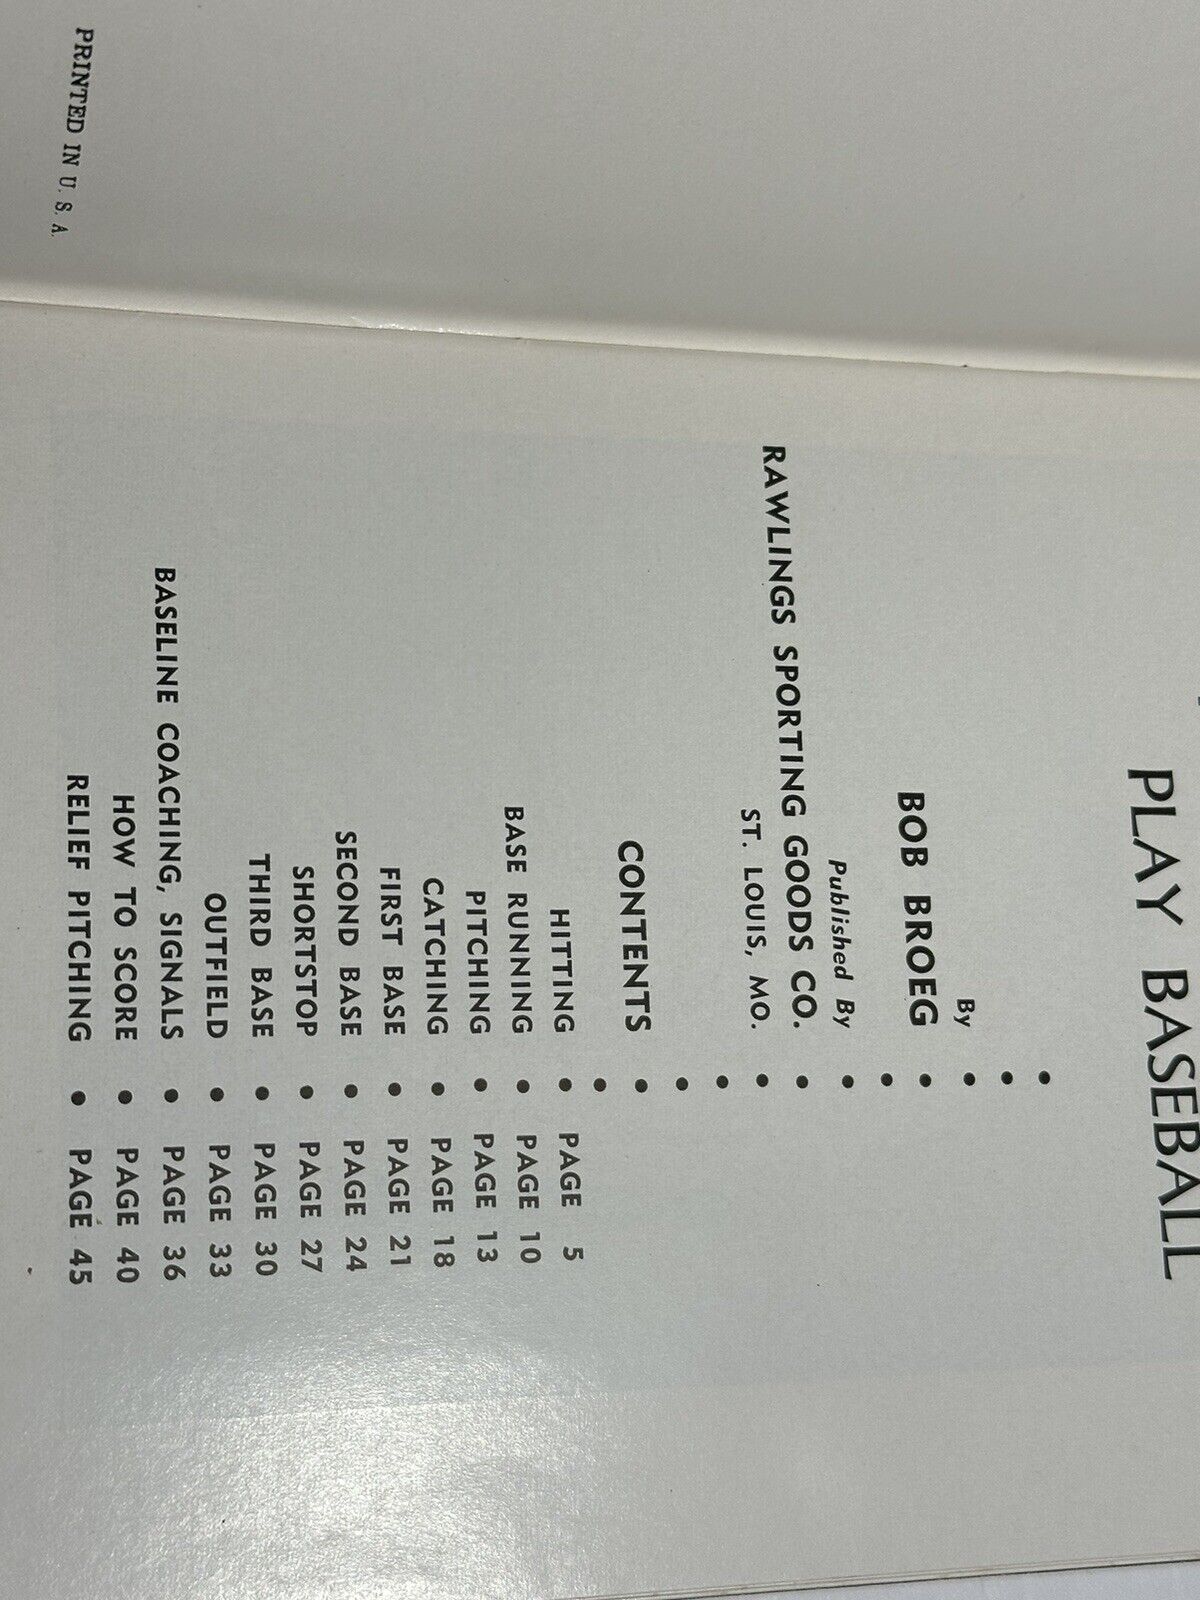 PRINTED IN U. S. A.
PLAY BASEBALL
By
BOB BROEG
Published By
RAWLINGS SPORTING GOODS CO.
ST. LOUIS, MO.
CONTENTS
HITTING • PAGE 5
BASE RUNNING • PAGE 10
PITCHING • PAGE 13
CATCHING • PAGE 18
FIRST BASE • PAGE 21
SECOND BASE • PAGE 24
SHORTSTOP • PAGE 27
THIRD BASE • PAGE 30
OUTFIELD • PAGE 33
BASELINE COACHING, SIGNALS • PAGE 36
HOW TO SCORE • PAGE 40
RELIEF PITCHING • PAGE 45